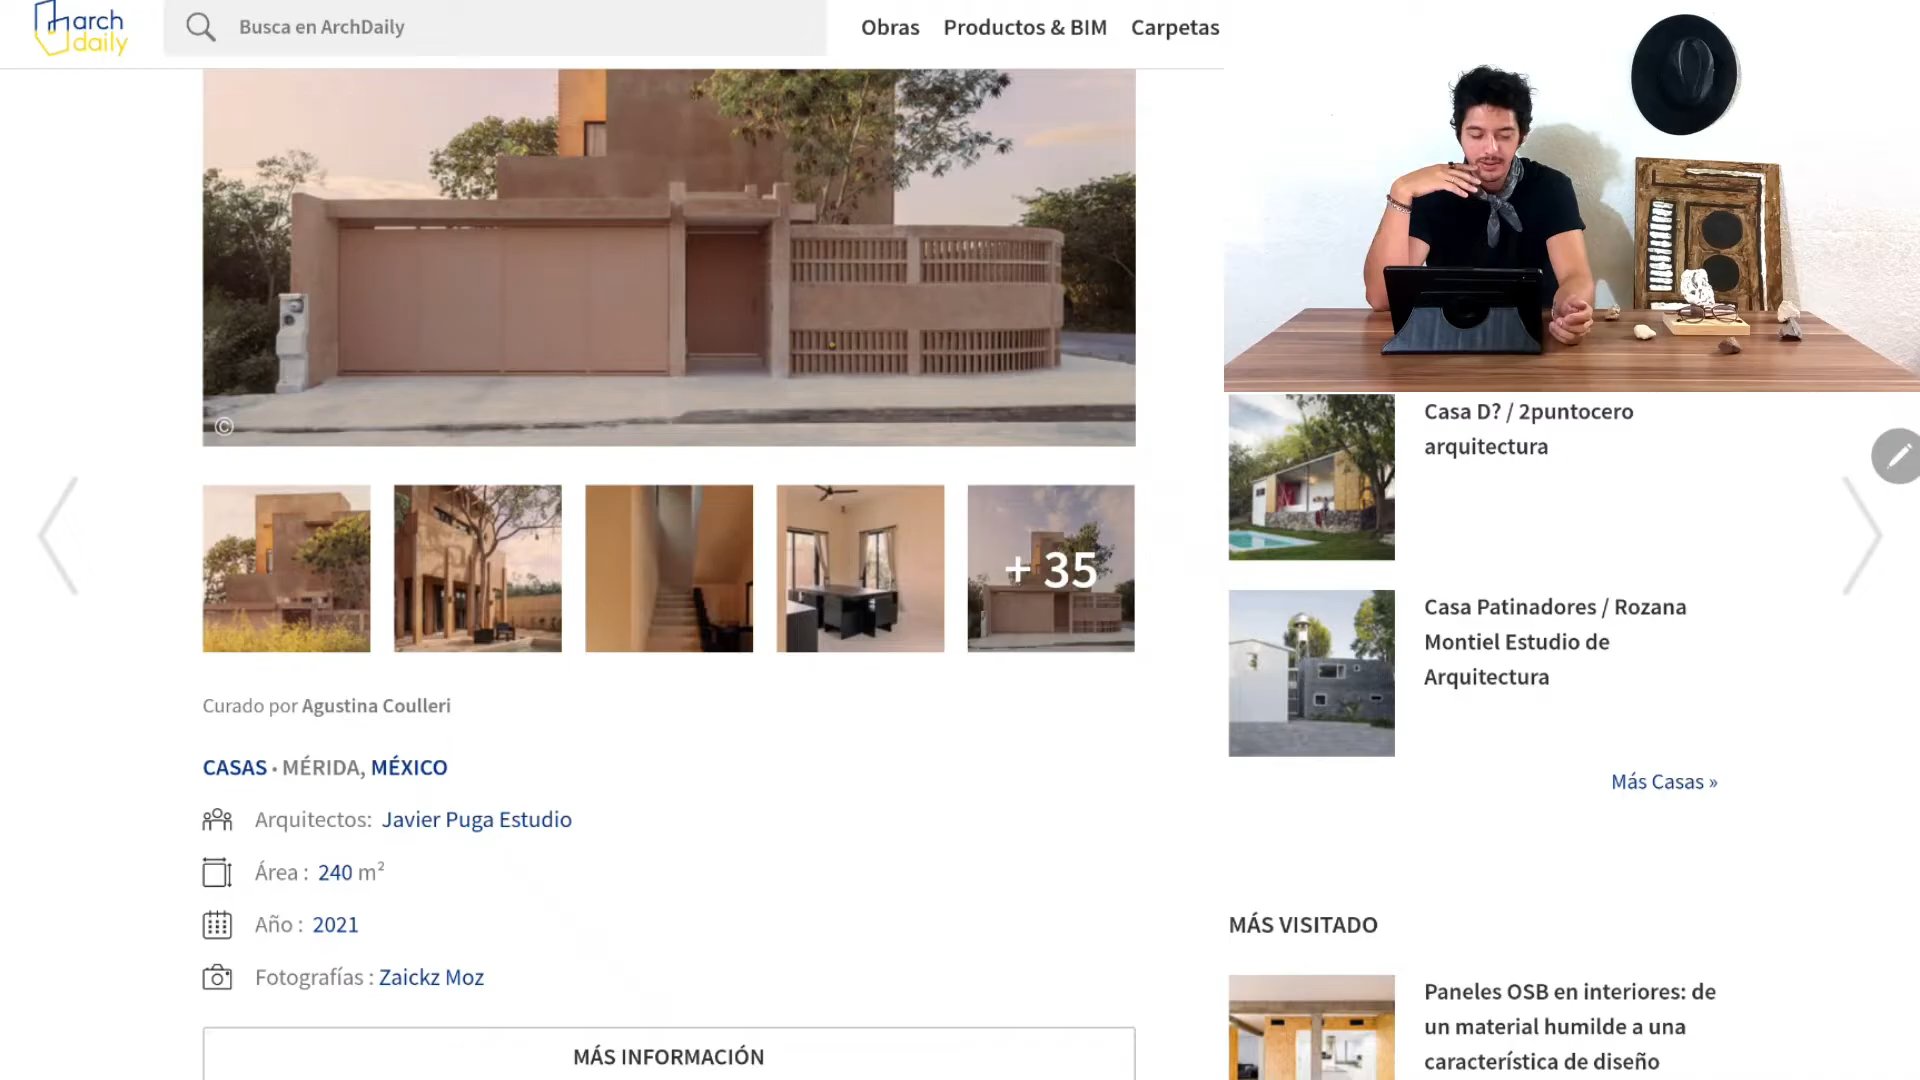 arch
daily
Busca en ArchDaily
Obras
Productos & BIM
Carpetas
©
+ 35
Curado por Agustina Coulleri
CASAS • MÉRIDA, MÉXICO
Arquitectos: Javier Puga Estudio
Área : 240 m²
Año : 2021
Fotografías : Zaickz Moz
MÁS INFORMACIÓN
Casa D? / 2puntocero
arquitectura
Casa Patinadores / Rozana
Montiel Estudio de
Arquitectura
Más Casas »
MÁS VISITADO
Paneles OSB en interiores: de
un material humilde a una
característica de diseño